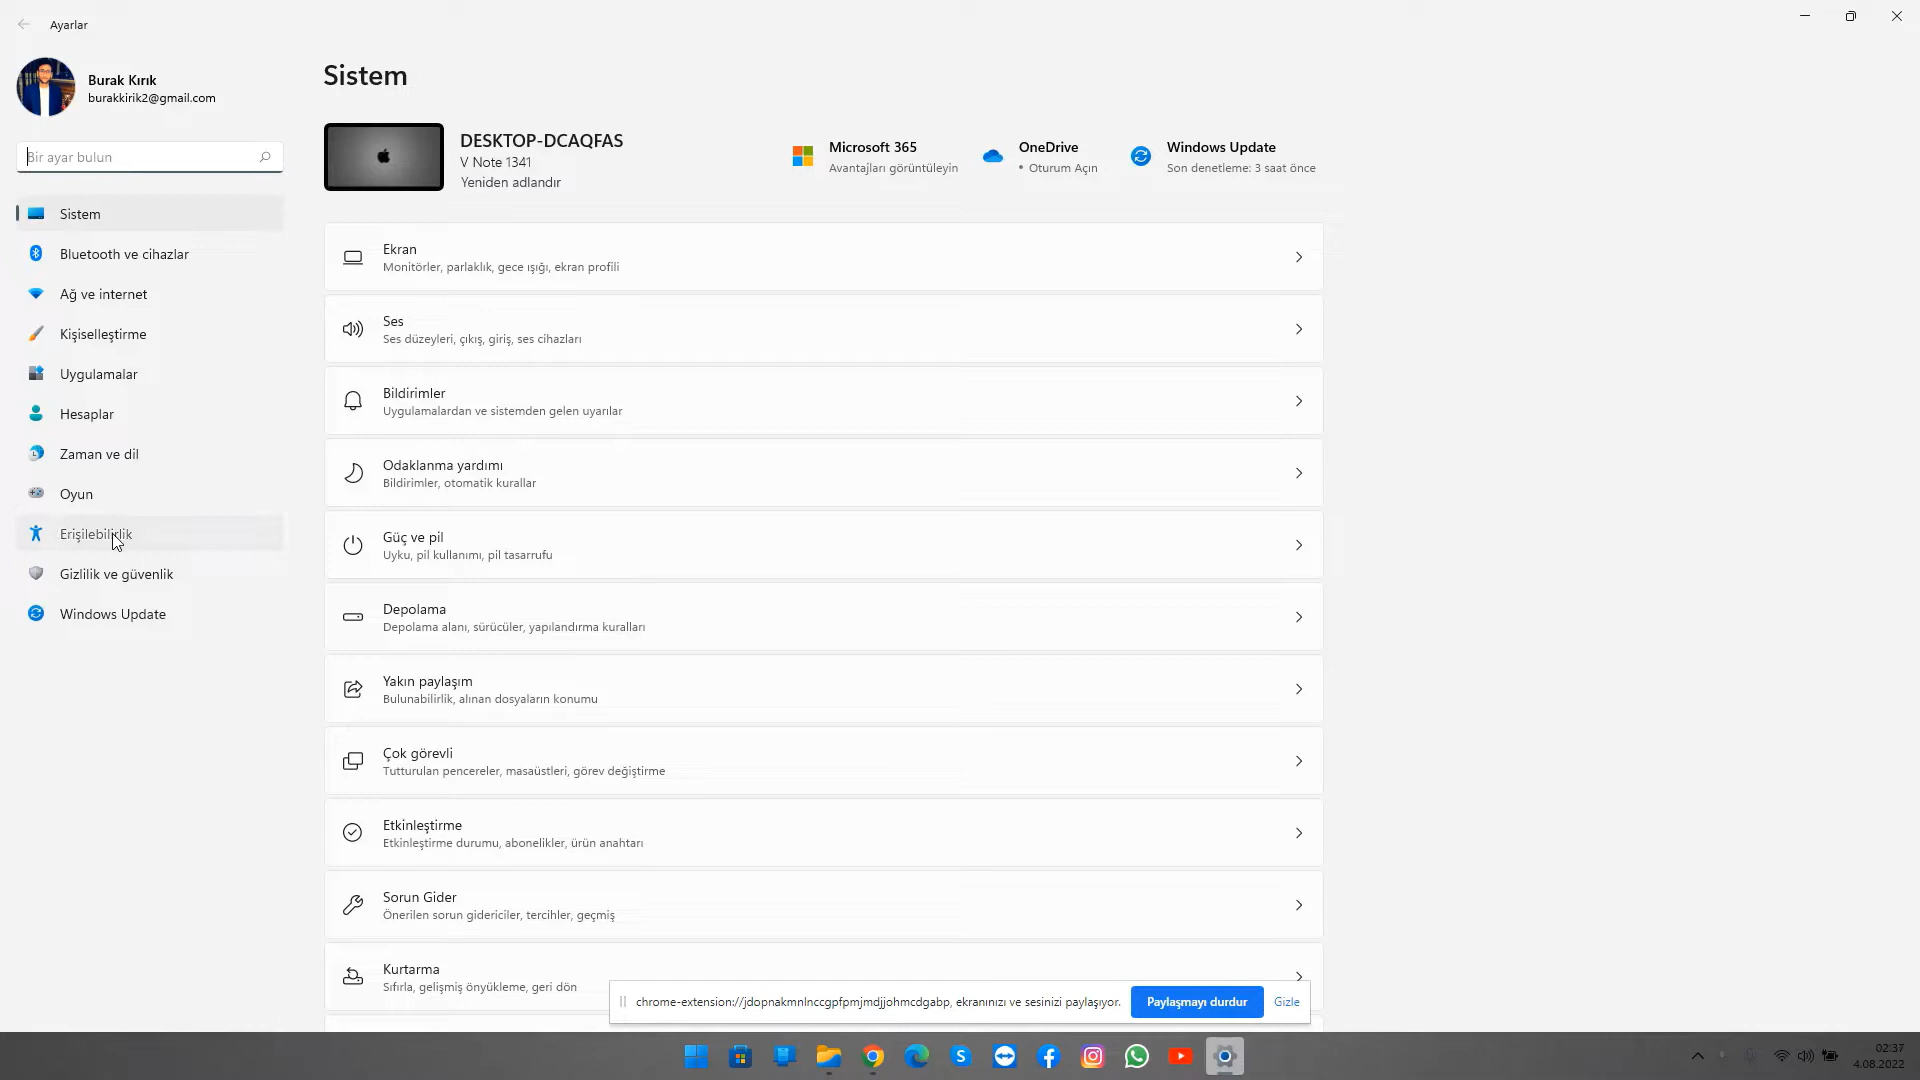 Ayarlar
Burak Kırık
burakkirik2@gmail.com
Bir ayar bulun
Sistem
Bluetooth ve cihazlar
Ağ ve internet
Kişiselleştirme
Uygulamalar
Hesaplar
Zaman ve dil
Oyun
Erişilebilirlik
Gizlilik ve güvenlik
Windows Update
Sistem
DESKTOP-DCAQFAS
V Note 1341
Yeniden adlandır
Microsoft 365
Avantajları görüntüleyin
OneDrive
• Oturum Açın
Windows Update
Son denetleme: 3 saat önce
Ekran
Monitörler, parlaklık, gece ışığı, ekran profili
Ses
Ses düzeyleri, çıkış, giriş, ses cihazları
Bildirimler
Uygulamalardan ve sistemden gelen uyarılar
Odaklanma yardımı
Bildirimler, otomatik kurallar
Güç ve pil
Uyku, pil kullanımı, pil tasarrufu
Depolama
Depolama alanı, sürücüler, yapılandırma kuralları
Yakın paylaşım
Bulunabilirlik, alınan dosyaların konumu
Çok görevli
Tutturulan pencereler, masaüstleri, görev değiştirme
Etkinleştirme
Etkinleştirme durumu, abonelikler, ürün anahtarı
Sorun Gider
Önerilen sorun gidericiler, tercihler, geçmiş
Kurtarma
Sıfırla, gelişmiş önyükleme, geri dön
chrome-extension://jdopnakmnlnccgpfpmjmdjjohmcdgabp, ekranınızı ve sesinizi paylaşıyor.
Paylaşmayı durdur
Gizle
02:37
4.08.2022